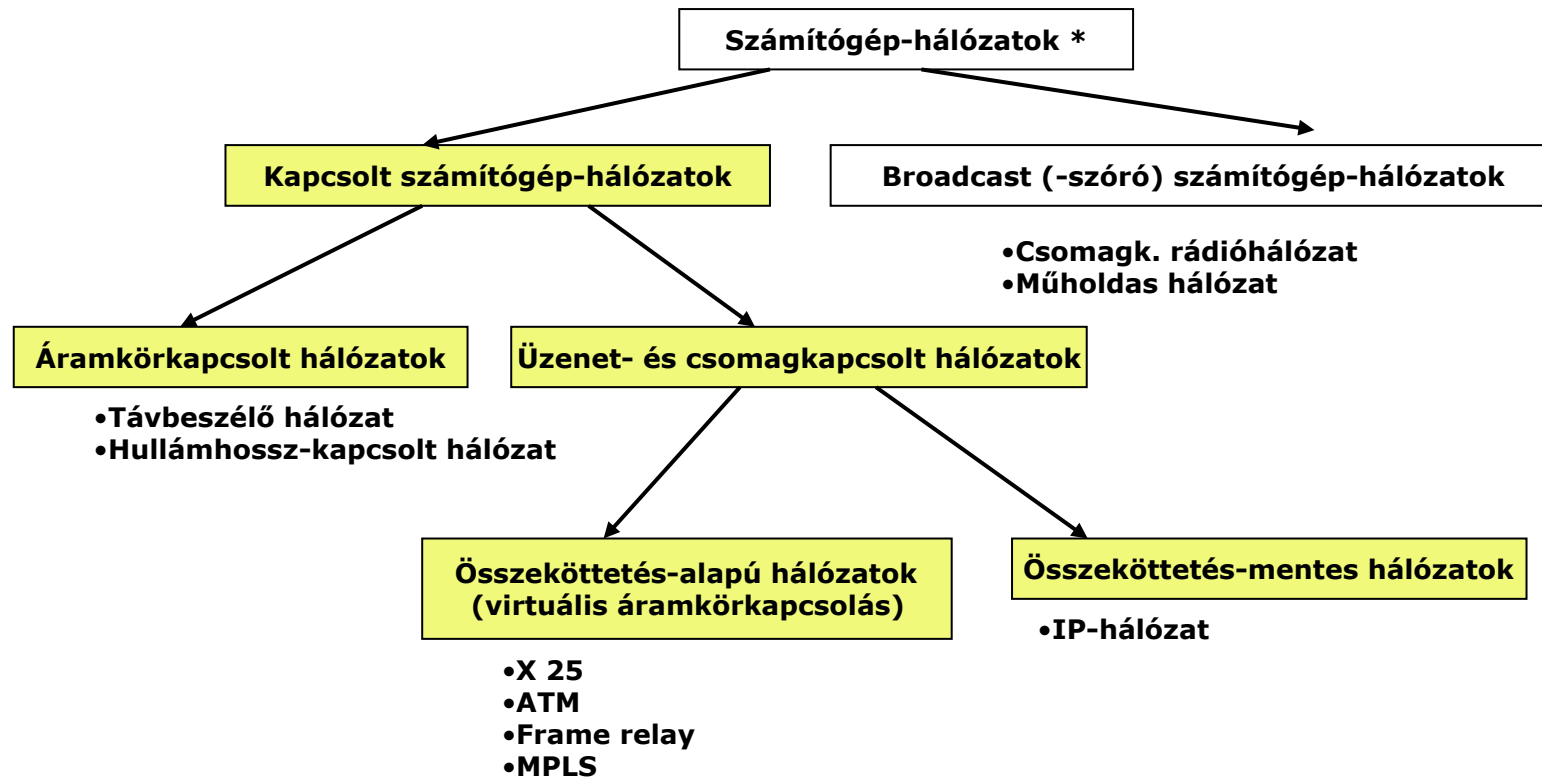 Számítógép-hálózatok *
Kapcsolt számítógép-hálózatok
Broadcast (-szóró) számítógép-hálózatok
•Csomagk. rádióhálózat
•Műholdas hálózat
Áramkörkapcsolt hálózatok
Üzenet- és csomagkapcsolt hálózatok
•Távbeszélő hálózat
•Hullámhossz-kapcsolt hálózat
Összeköttetés-alapú hálózatok
(virtuális áramkörkapcsolás)
Összeköttetés-mentes hálózatok
•IP-hálózat
•X 25
•ATM
•Frame relay
•MPLS